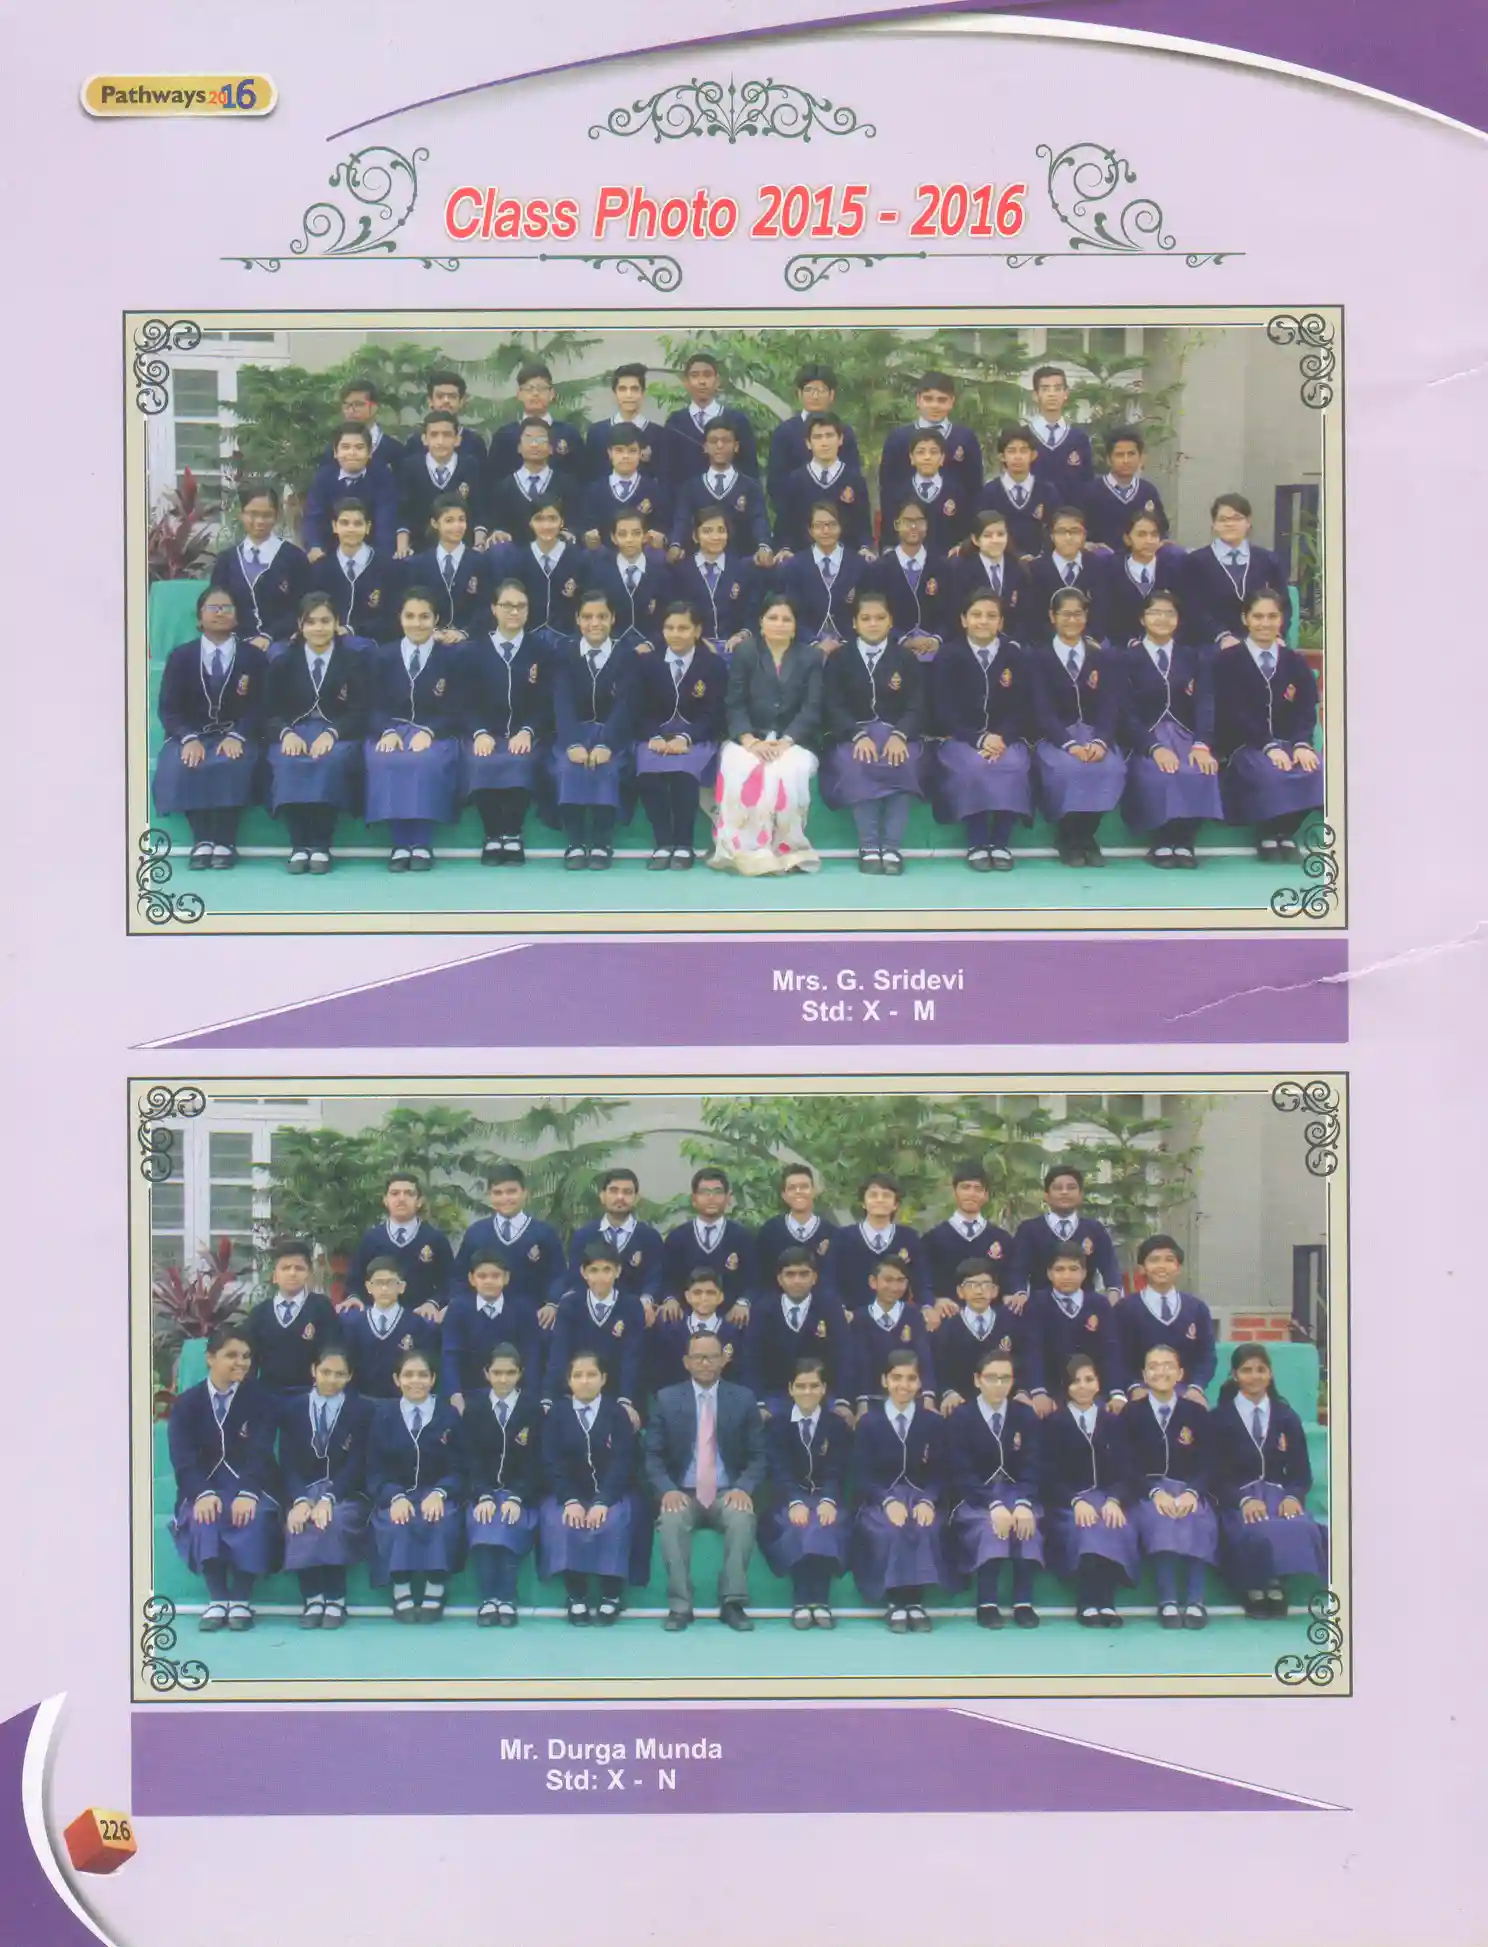 Pathways 2016
Class Photo 2015 - 2016
Mrs. G. Sridevi
Std: X - M
Mr. Durga Munda
Std: X - N
226